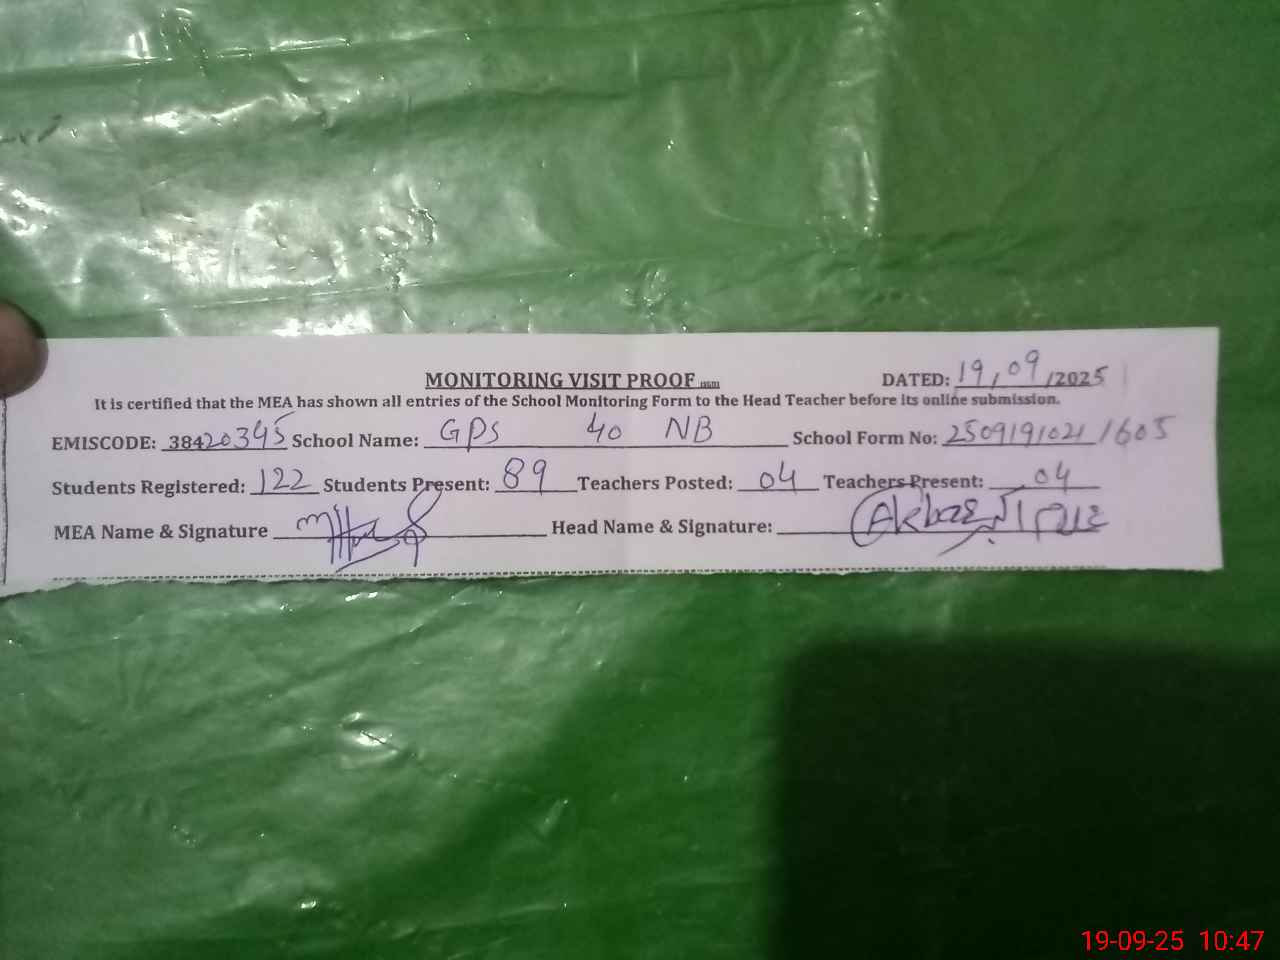 MONITORING VISIT PROOF
DATED: 19/09/2025
It is certified that the MEA has shown all entries of the School Monitoring Form to the Head Teacher before its online submission.
EMISCODE: 38420345 School Name: GPS 40 NB School Form No: 2509191021/1605
Students Registered: 122 Students Present: 89 Teachers Posted: 04 Teachers Present: 04
MEA Name & Signature Head Name & Signature: Akbar
19-09-25 10:47